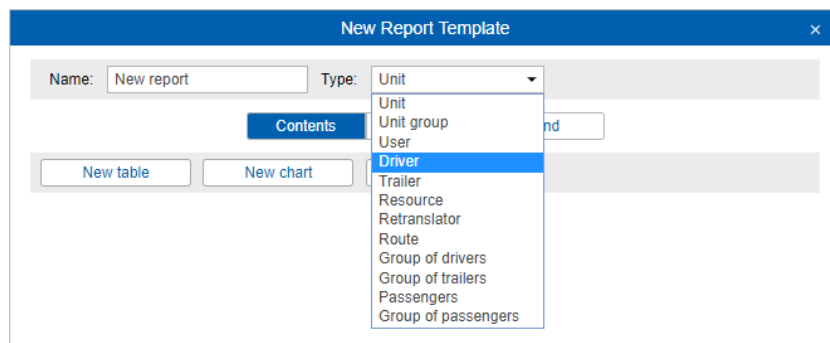 New Report Template ×
Name: New report Type: Unit
Unit
Unit group
Contents nd
User
Driver
New table New chart
Trailer
Resource
Retranslator
Route
Group of drivers
Group of trailers
Passengers
Group of passengers